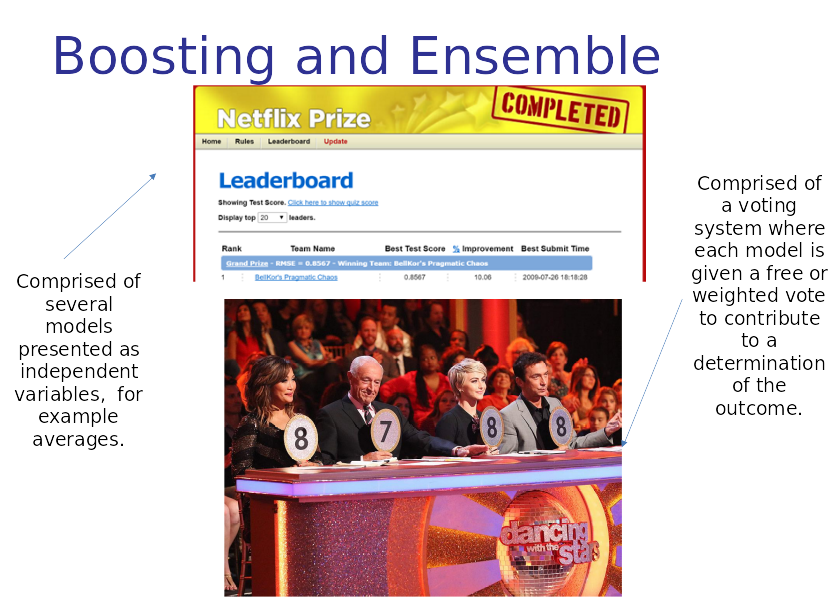 Boosting and Ensemble
Netflix Prize
COMPLETED
Home Rules Leaderboard Update
Leaderboard
Showing Test Score. Click here to show quiz score
Display top 20 leaders.
Rank Team Name Best Test Score % Improvement Best Submit Time
Grand Prize - RMSE = 0.8567 - Winning Team: BellKor's Pragmatic Chaos
1 BellKor's Pragmatic Chaos 0.8567 10.06 2009-07-26 18:18:28
Comprised of
several
models
presented as
independent
variables, for
example
averages.
Comprised of
a voting
system where
each model is
given a free or
weighted vote
to contribute
to a
determination
of the
outcome.
8
7
8
8
dancing
with the
stars